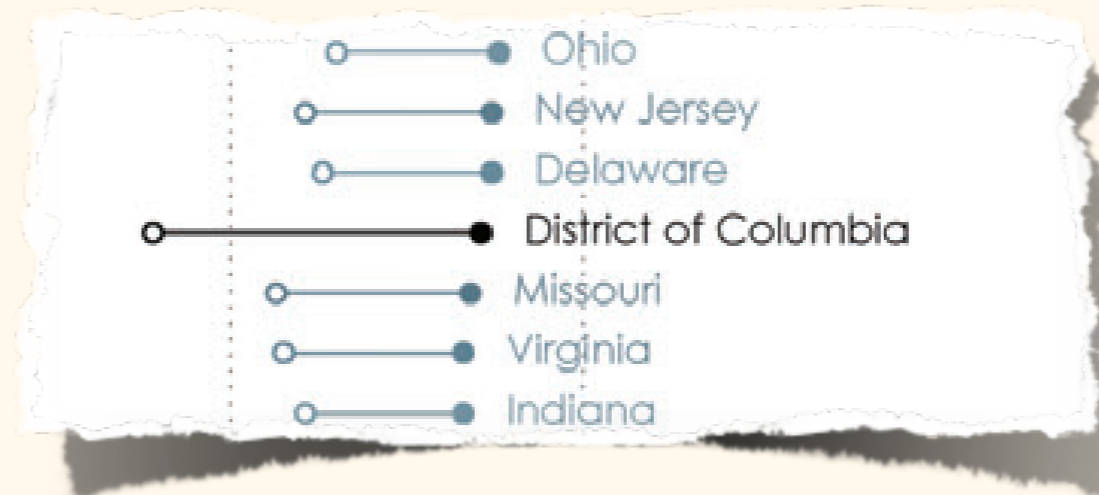 Ohio
New Jersey
Delaware
District of Columbia
Missouri
Virginia
Indiana